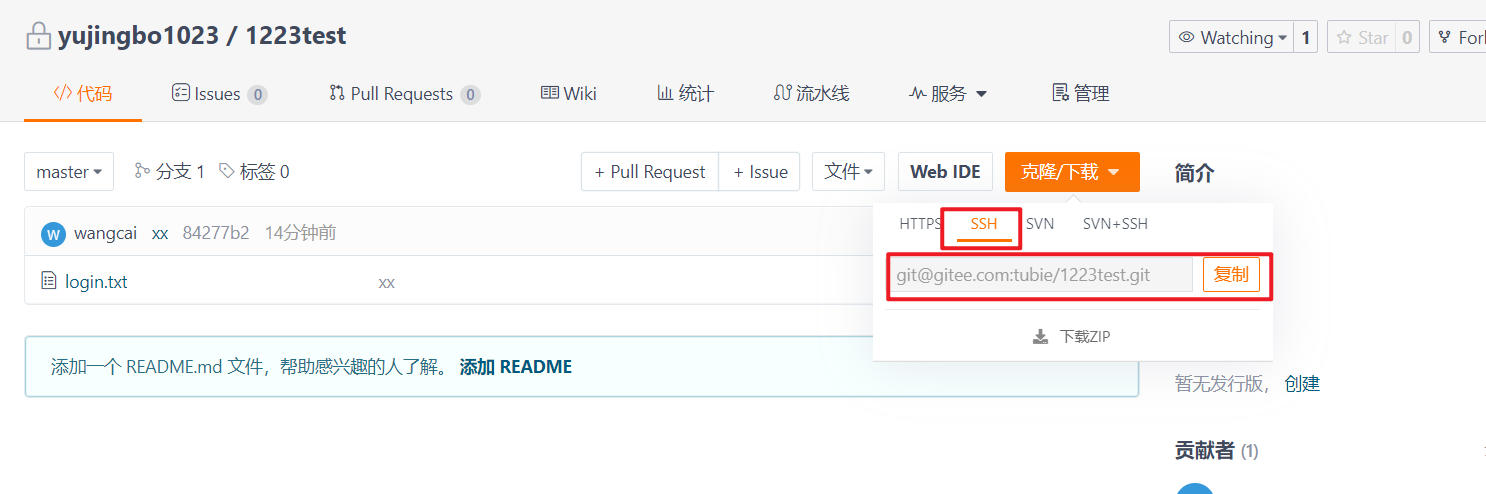 yujingbo1023 / 1223test
Watching 1 Star 0 Fork
代码 Issues 0 Pull Requests 0 Wiki 统计 流水线 服务 管理
master 分支 1 标签 0 + Pull Request + Issue 文件 Web IDE 克隆/下载 简介
HTTPS SSH SVN SVN+SSH
W wangcai xx 84277b2 14分钟前
git@gitee.com:tubie/1223test.git 复制
login.txt xx
下载ZIP
添加一个 README.md 文件，帮助感兴趣的人了解。 添加 README
暂无发行版， 创建
贡献者 (1)